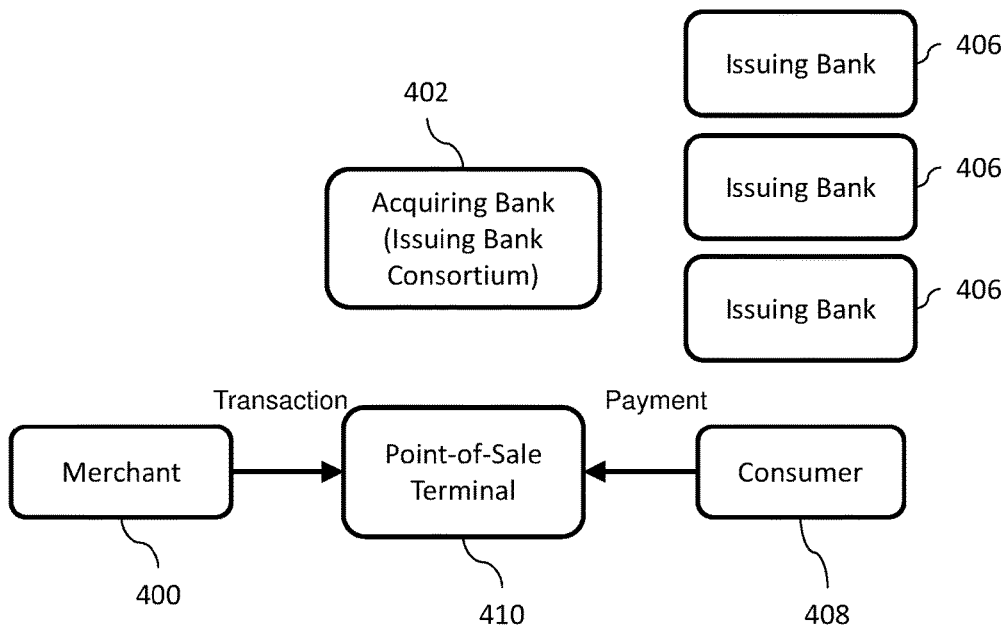 Issuing Bank
406
402
Issuing Bank
406
Acquiring Bank
(Issuing Bank
Consortium)
Issuing Bank
406
Transaction
Payment
Merchant
Point-of-Sale
Terminal
Consumer
400
410
408